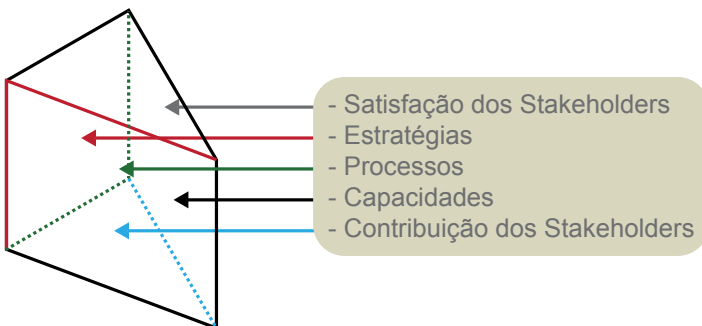 - Satisfação dos Stakeholders
- Estratégias
- Processos
- Capacidades
- Contribuição dos Stakeholders